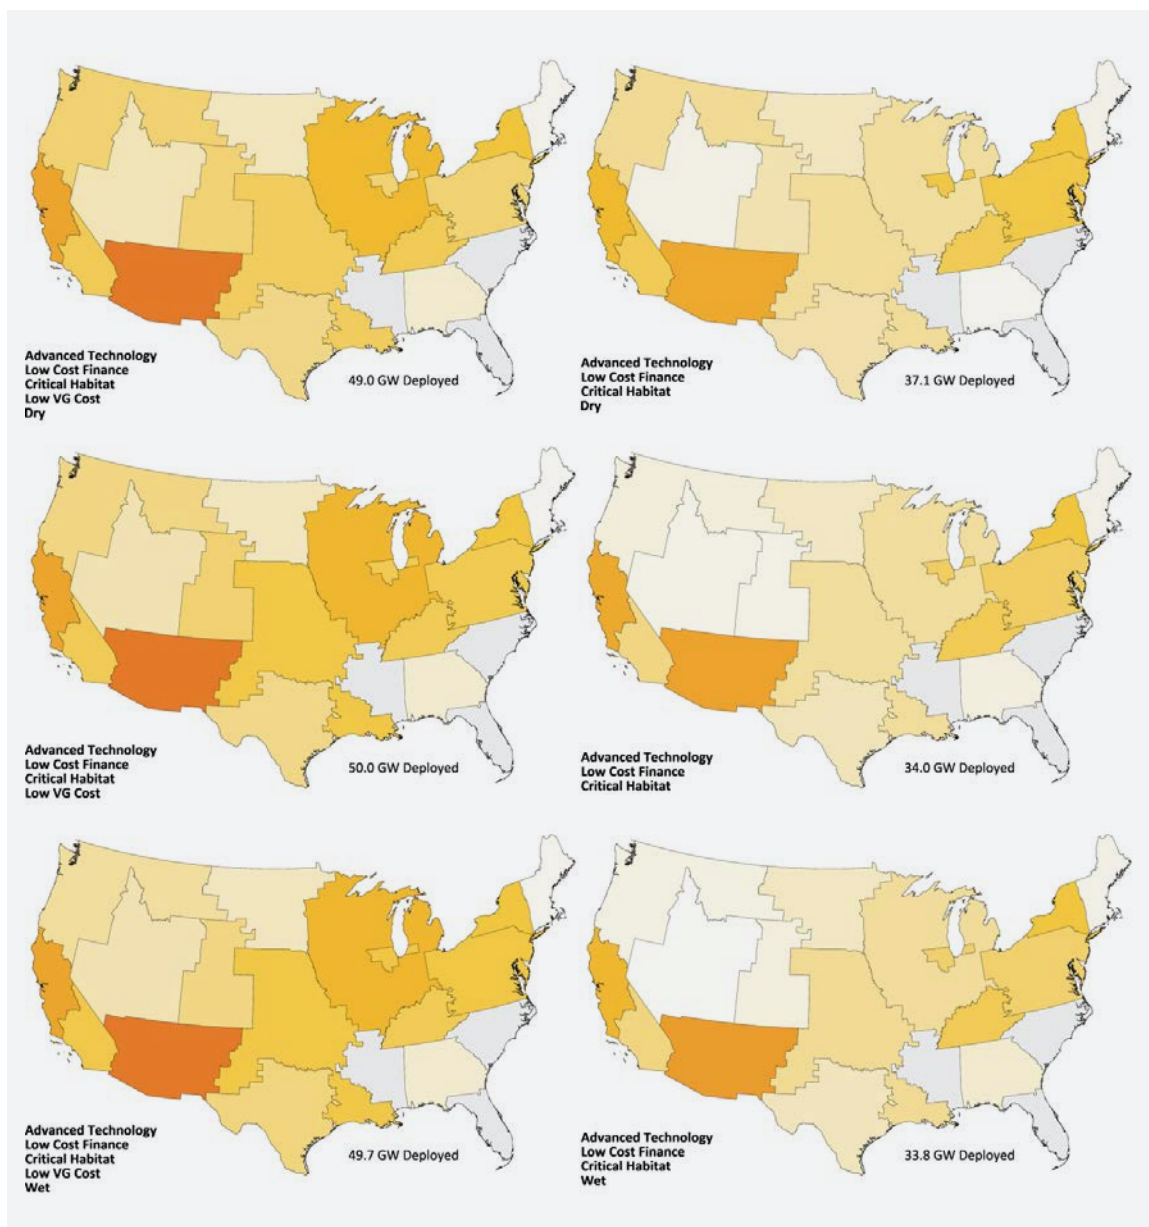 Advanced Technology
Low Cost Finance
Critical Habitat
Low VG Cost
Dry
49.0 GW Deployed
Advanced Technology
Low Cost Finance
Critical Habitat
Dry
37.1 GW Deployed
Advanced Technology
Low Cost Finance
Critical Habitat
Low VG Cost
50.0 GW Deployed
Advanced Technology
Low Cost Finance
Critical Habitat
34.0 GW Deployed
Advanced Technology
Low Cost Finance
Critical Habitat
Low VG Cost
Wet
49.7 GW Deployed
Advanced Technology
Low Cost Finance
Critical Habitat
Wet
33.8 GW Deployed